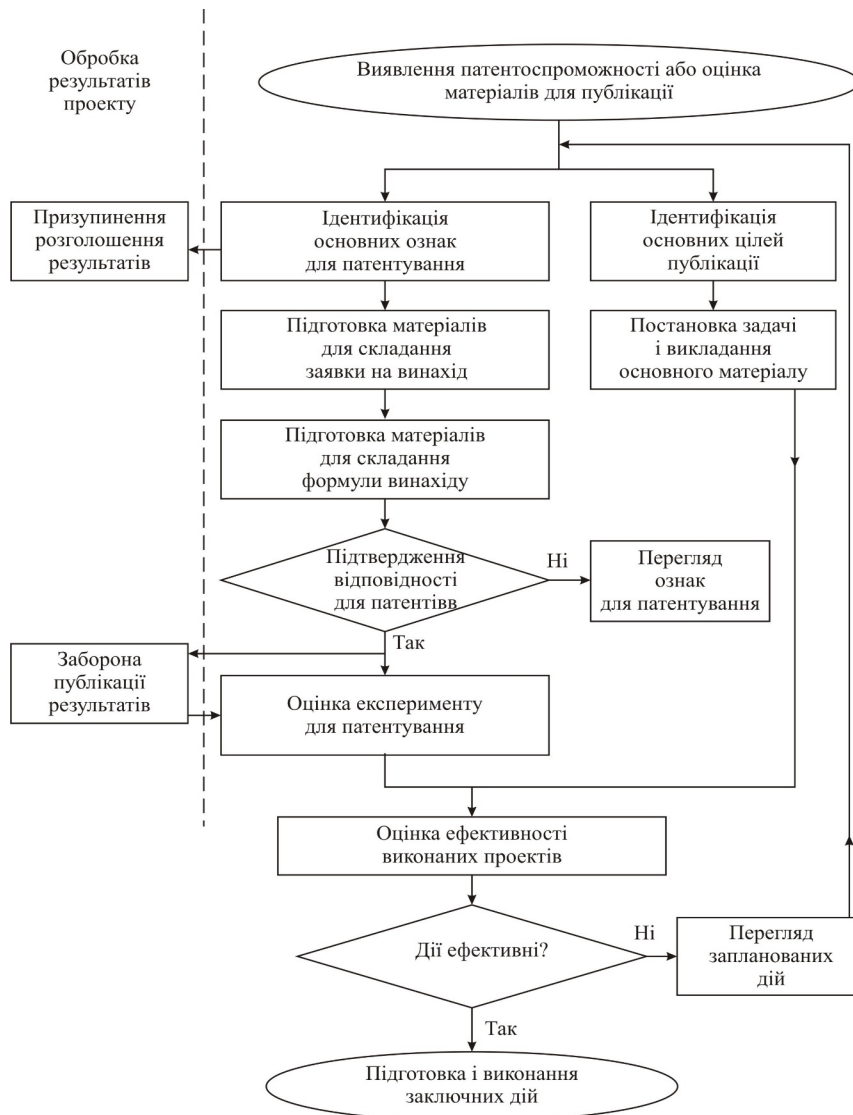 Обробка
результатів
проекту
Виявлення патентоспроможності або оцінка
матеріалів для публікації
Призупинення
розголошення
результатів
Ідентифікація
основних ознак
для патентування
Ідентифікація
основних цілей
публікації
Підготовка матеріалів
для складання
заявки на винахід
Постановка задачі
і викладання
основного матеріалу
Підготовка матеріалів
для складання
формули винахіду
Підтвердження
відповідності
для патентівв
Ні
Перегляд
ознак
для патентування
Так
Заборона
публікації
результатів
Оцінка експерименту
для патентування
Оцінка ефективності
виконаних проектів
Дії ефективні?
Ні
Перегляд
запланованих
дій
Так
Підготовка і виконання
заключних дій